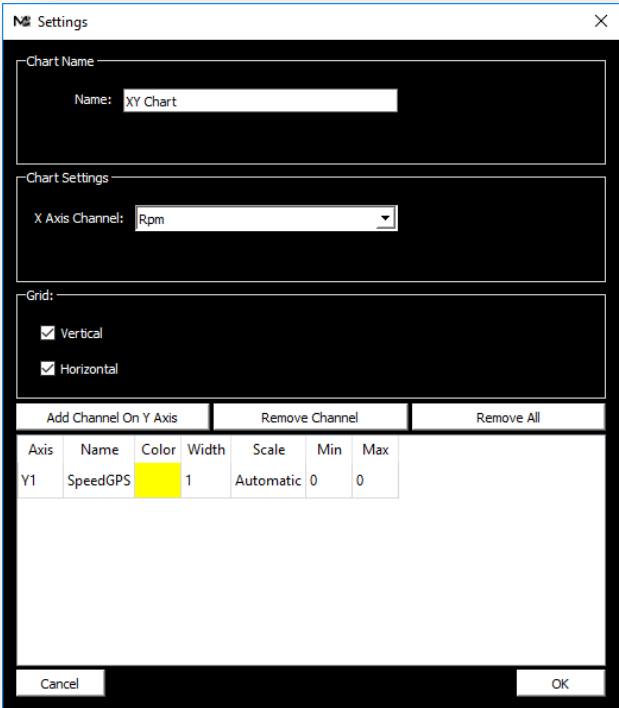 Settings
Chart Name
Name: XY Chart
Chart Settings
X Axis Channel: Rpm
Grid:
Vertical
Horizontal
Add Channel On Y Axis Remove Channel Remove All
Axis Name Color Width Scale Min Max
Y1 SpeedGPS 1 Automatic 0 0
Cancel OK